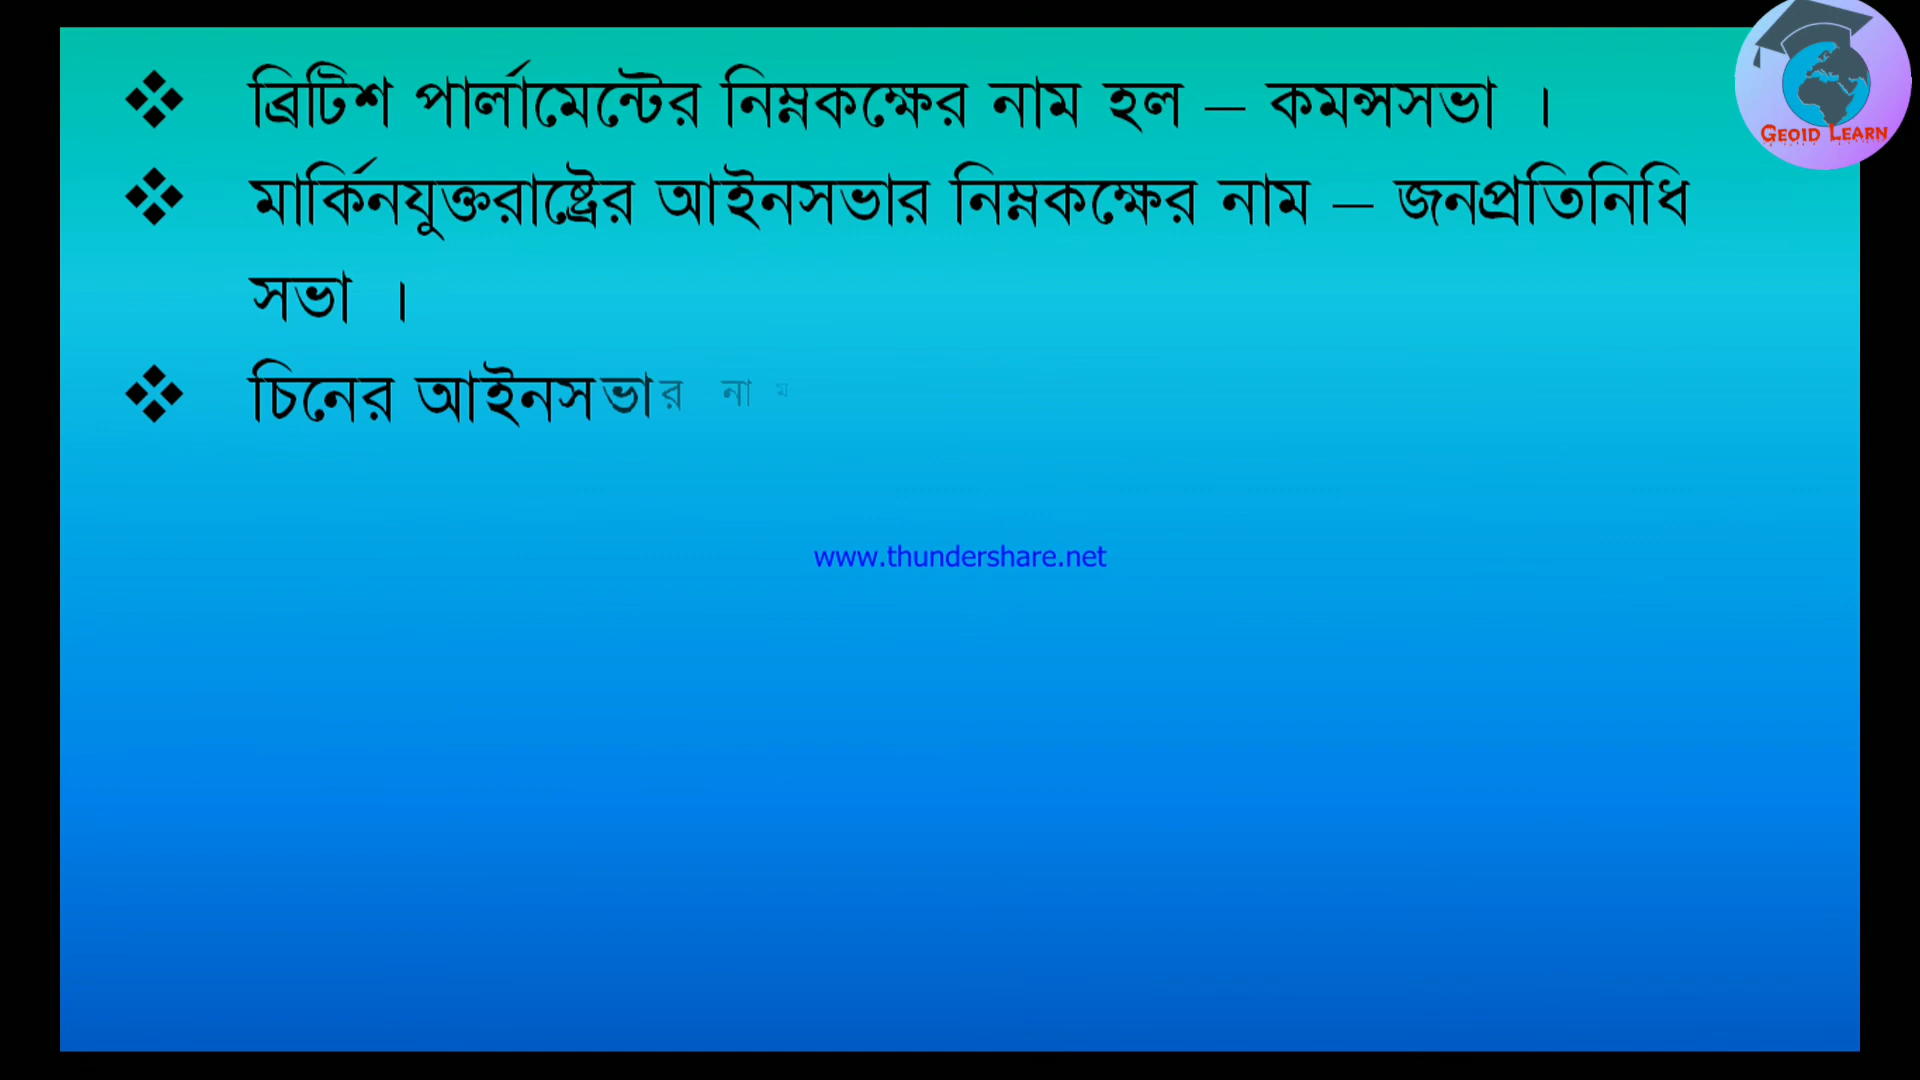 GEOID LEARN
❖ ব্রিটিশ পার্লামেন্টের নিম্নকক্ষের নাম হল – কমন্সসভা ।
❖ মার্কিনযুক্তরাষ্ট্রের আইনসভার নিম্নকক্ষের নাম – জনপ্রতিনিধি
সভা ।
❖ চিনের আইনসভার নাম
www.thundershare.net